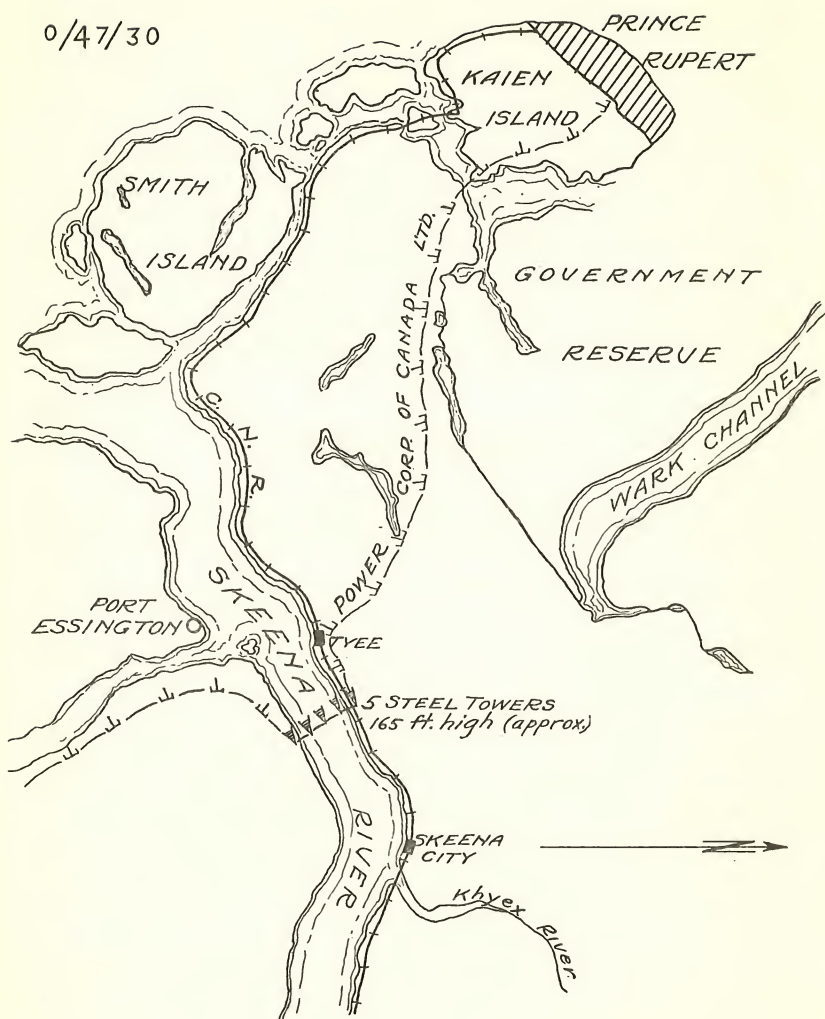 0/47/30
PRINCE
RUPERT
KAIEN
ISLAND
SMITH
ISLAND
GOVERNMENT
RESERVE
WARK CHANNEL
C. N. R.
POWER CORP. OF CANADA LTD.
PORT
ESSINGTON
SKEENA
TYEE
5 STEEL TOWERS
165 ft. high (approx.)
RIVER
SKEENA
CITY
Khyex River
N